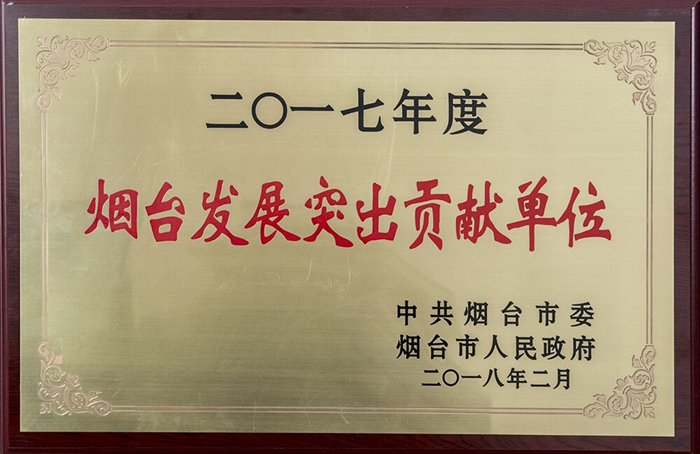 二〇一七年度
烟台发展突出贡献单位
中共烟台市委
烟台市人民政府
二〇一八年二月